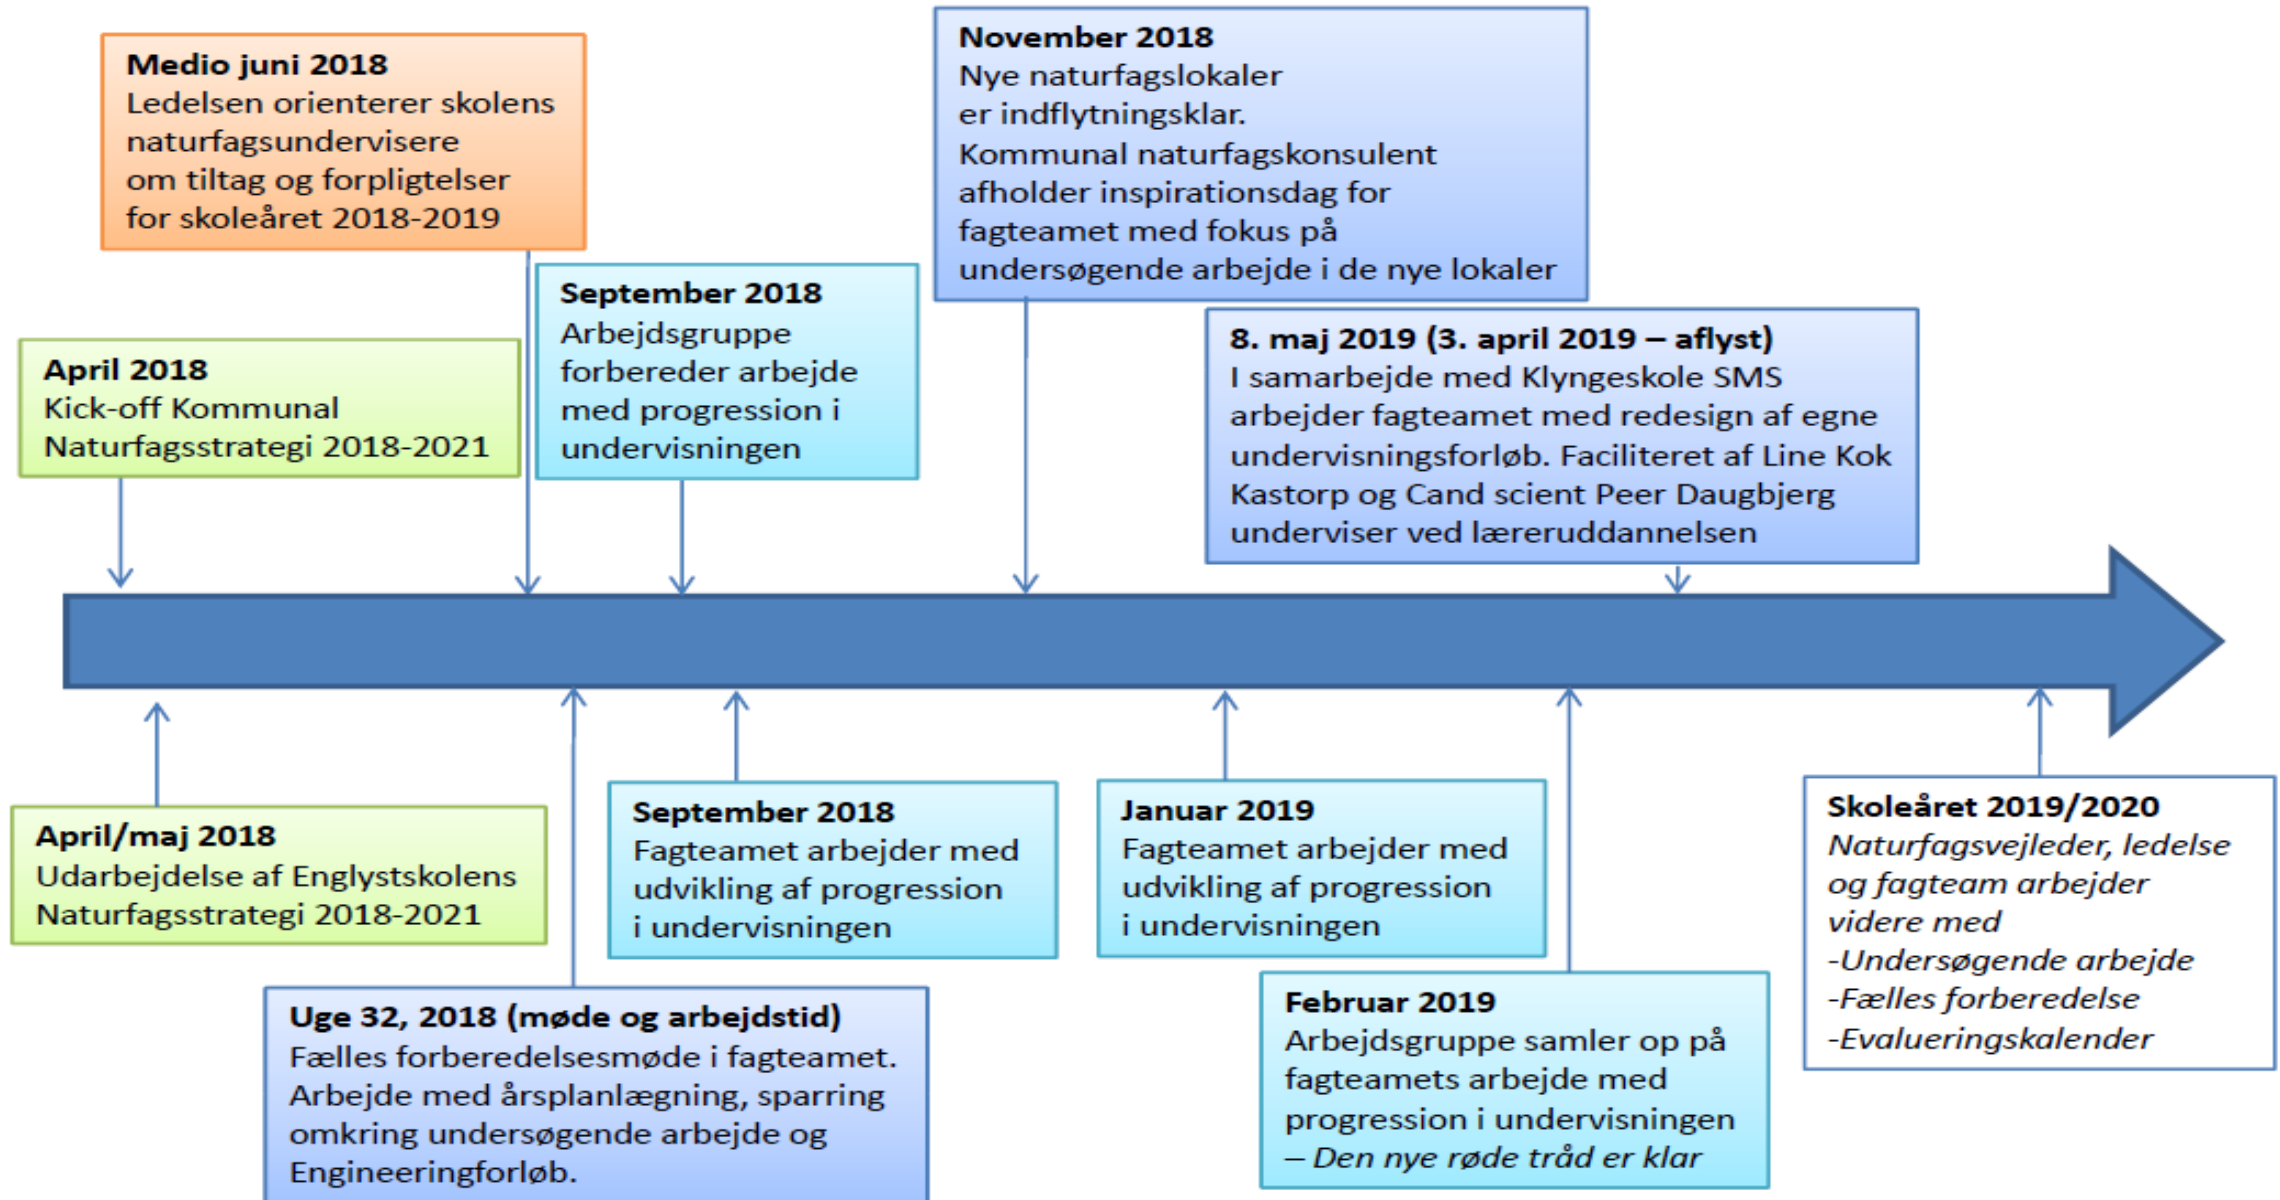 Medio juni 2018
Ledelsen orienterer skolens
naturfagsundervisere
om tiltag og forpligtelser
for skoleåret 2018-2019
November 2018
Nye naturfagslokaler
er indflytningsklar.
Kommunal naturfagskonsulent
afholder inspirationsdag for
fagteamet med fokus på
undersøgende arbejde i de nye lokaler
September 2018
Arbejdsgruppe
forbereder arbejde
med progression i
undervisningen
April 2018
Kick-off Kommunal
Naturfagsstrategi 2018-2021
8. maj 2019 (3. april 2019 – aflyst)
I samarbejde med Klyngeskole SMS
arbejder fagteamet med redesign af egne
undervisningsforløb. Faciliteret af Line Kok
Kastorp og Cand scient Peer Daugbjerg
underviser ved læreruddannelsen
April/maj 2018
Udarbejdelse af Englystskolens
Naturfagsstrategi 2018-2021
Uge 32, 2018 (møde og arbejdstid)
Fælles forberedelsesmøde i fagteamet.
Arbejde med årsplanlægning, sparring
omkring undersøgende arbejde og
Engineeringforløb.
September 2018
Fagteamet arbejder med
udvikling af progression
i undervisningen
Januar 2019
Fagteamet arbejder med
udvikling af progression
i undervisningen
Februar 2019
Arbejdsgruppe samler op på
fagteamets arbejde med
progression i undervisningen
– Den nye røde tråd er klar
Skoleåret 2019/2020
Naturfagsvejleder, ledelse
og fagteam arbejder
videre med
-Undersøgende arbejde
-Fælles forberedelse
-Evalueringskalender